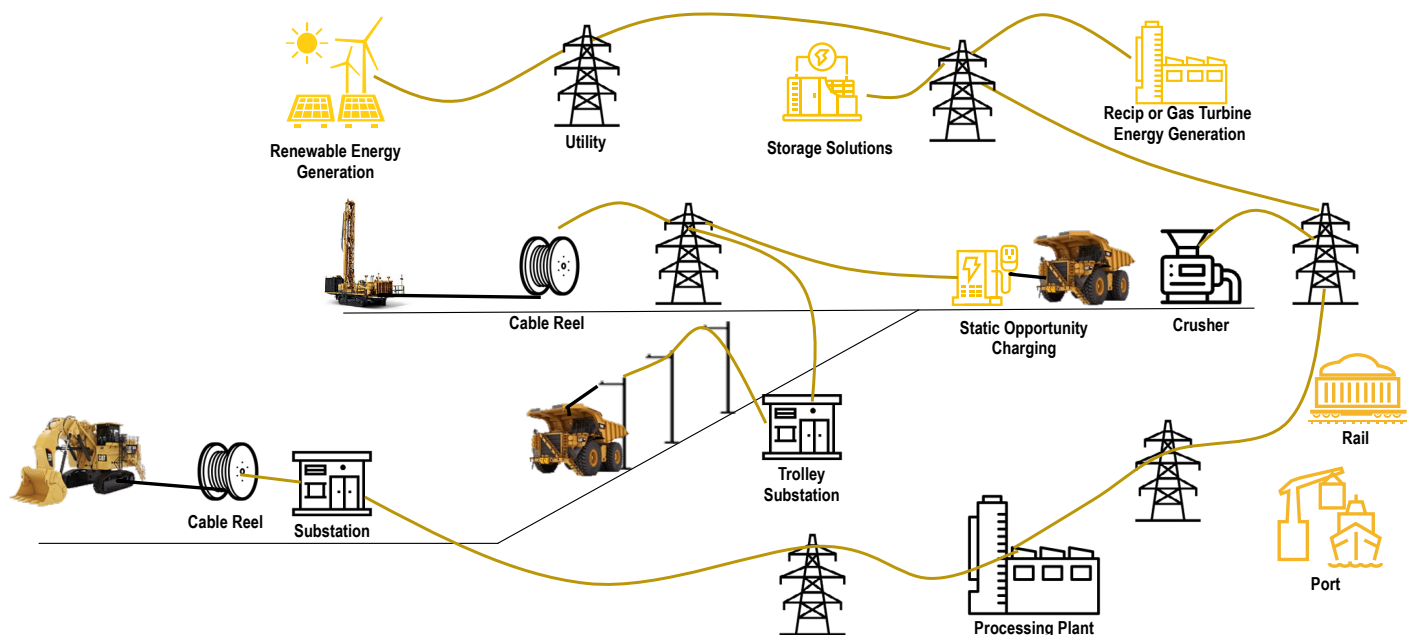 Renewable Energy
Generation
Utility
Storage Solutions
Recip or Gas Turbine
Energy Generation
Cable Reel
Static Opportunity
Charging
Crusher
Rail
Trolley
Substation
Cable Reel
Substation
Port
Processing Plant